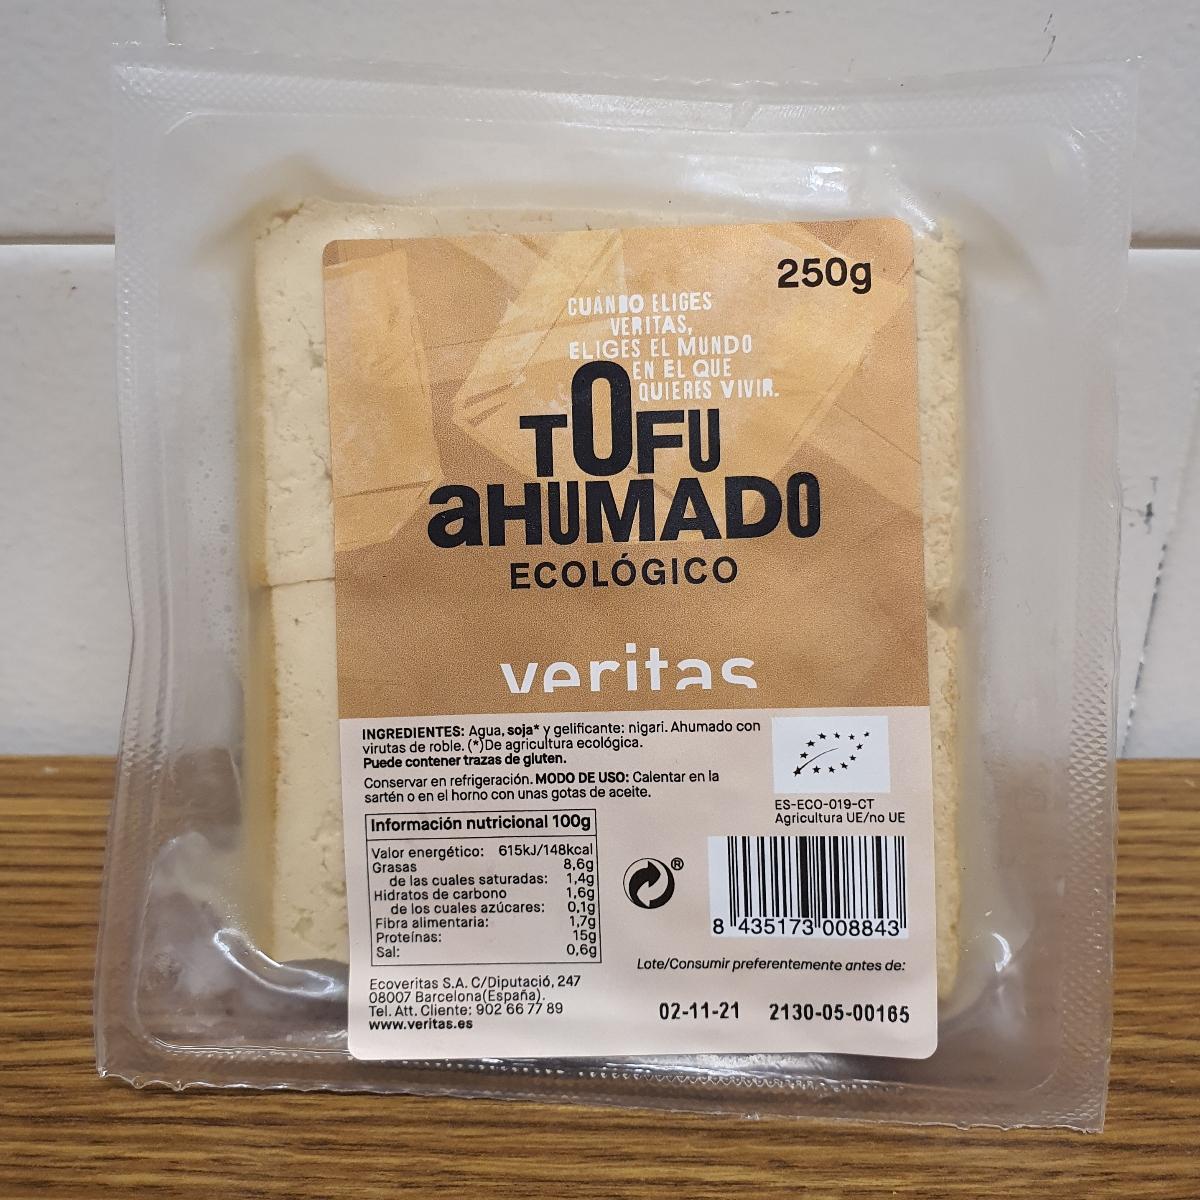 250g
CUANDO ELIGES
VERITAS,
ELIGES EL MUNDO
EN EL QUE
QUIERES VIVIR.
TOFU
aHUMADO
ECOLÓGICO
veritas
INGREDIENTES: Agua, soja* y gelificante: nigari. Ahumado con
virutas de roble. (*)De agricultura ecológica.
Puede contener trazas de gluten.
Conservar en refrigeración. MODO DE USO: Calentar en la
sartén o en el horno con unas gotas de aceite.
ES-ECO-019-CT
Agricultura UE/no UE
Información nutricional 100g
Valor energético: 615kJ/148kcal
Grasas 8,6g
de las cuales saturadas: 1,4g
Hidratos de carbono 1,6g
de los cuales azúcares: 0,1g
Fibra alimentaria: 1,7g
Proteínas: 15g
Sal: 0,6g
®
8 435173 008843
Lote/Consumir preferentemente antes de:
02-11-21 2130-05-00165
Ecoveritas S.A. C/Diputació, 247
08007 Barcelona(España).
Tel. Att. Cliente: 902 66 77 89
www.veritas.es